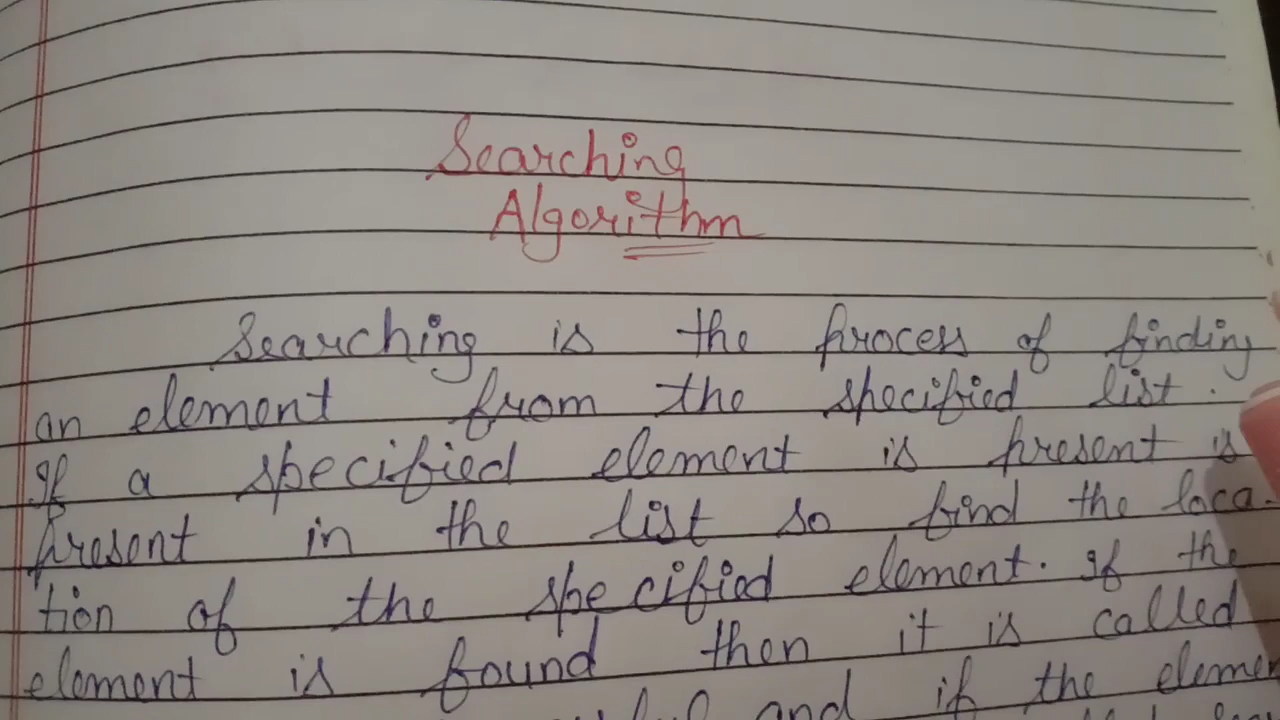 Searching
Algorithm
Searching is the process of finding
an element from the specified list.
If a specified element is present is
present in the list so find the loca-
tion of the specified element. If the
element is found then it is called
and if the elemen